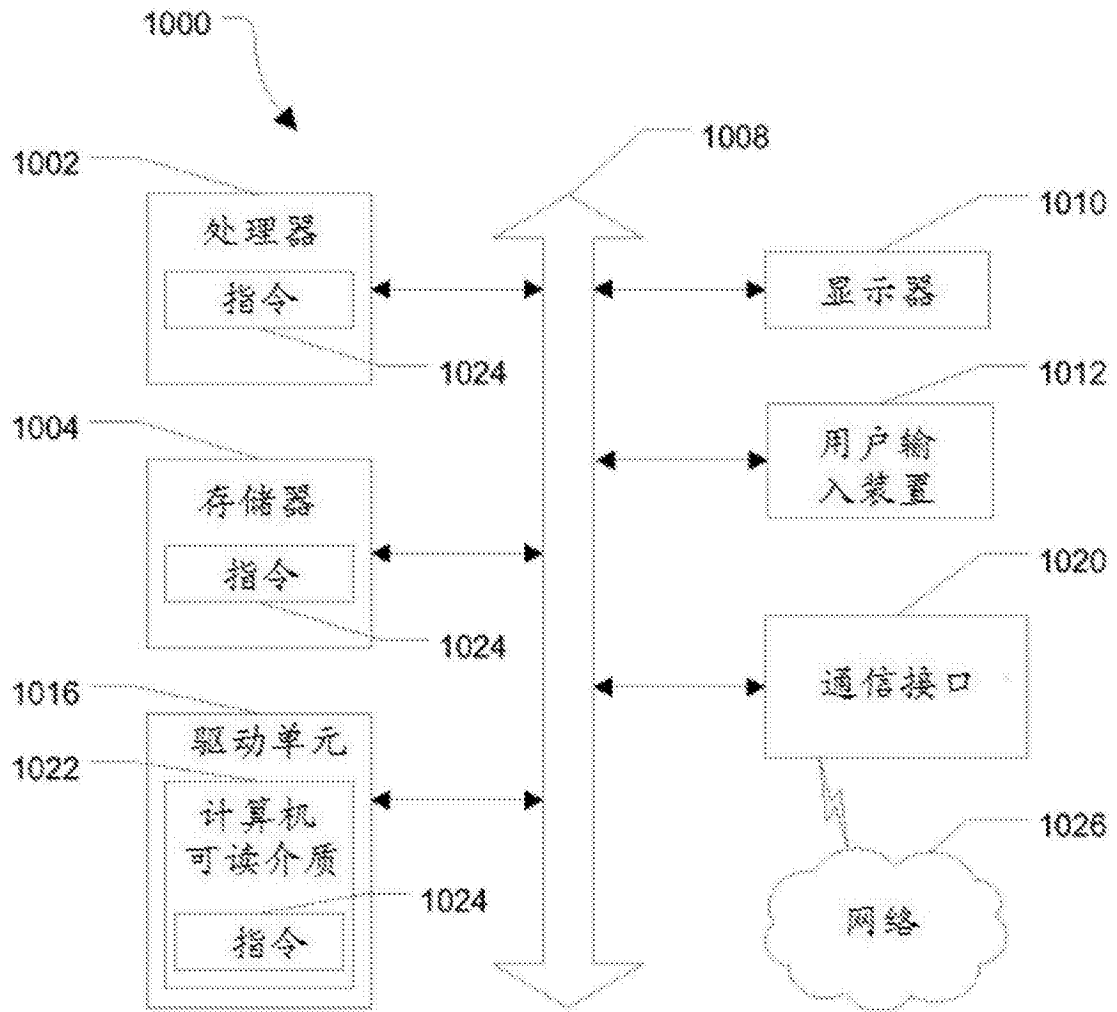 1000
1002
处理器
指令
1024
1004
存储器
指令
1024
1016
驱动单元
1022
计算机
可读介质
1024
指令
1008
1010
显示器
1012
用户输
入装置
1020
通信接口
1026
网络